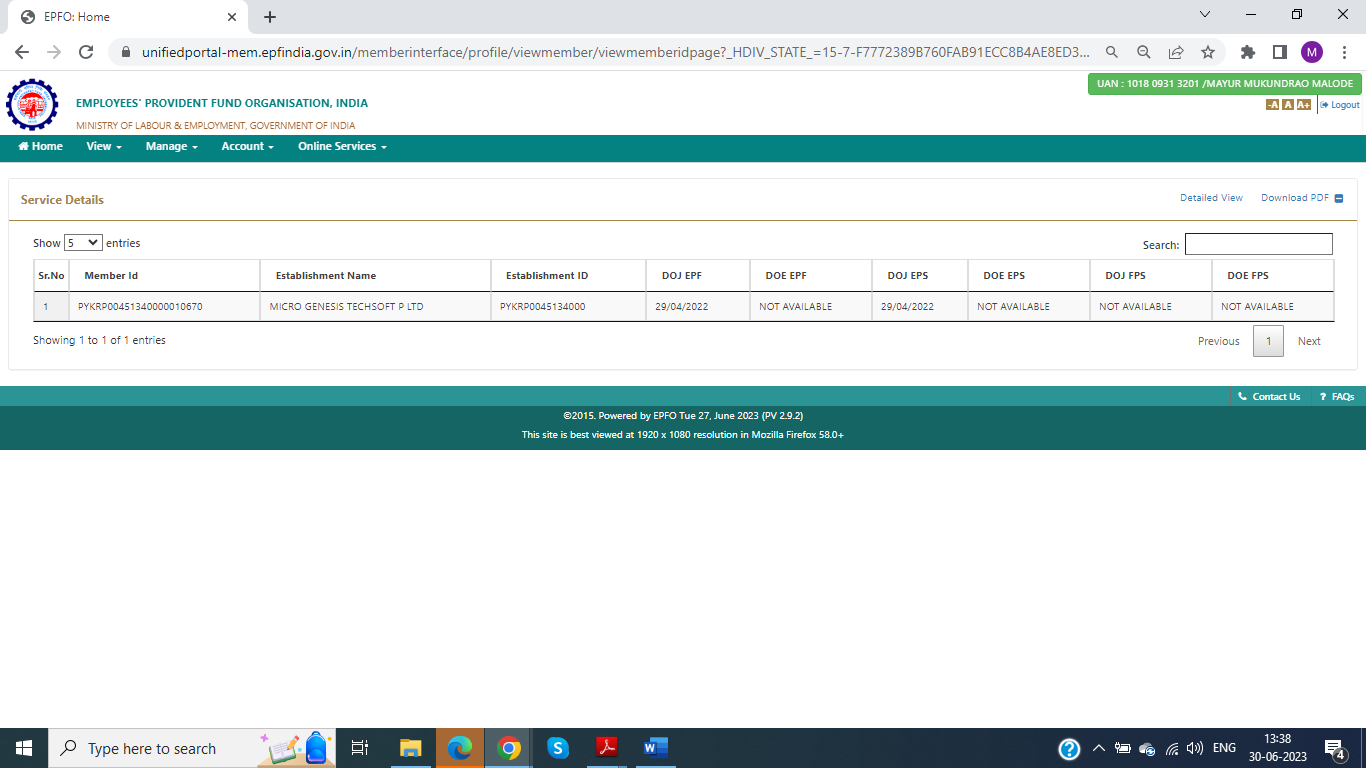 EPFO: Home
unifiedportal-mem.epfindia.gov.in/memberinterface/profile/viewmember/viewmemberidpage?_HDIV_STATE_=15-7-F7772389B760FAB91ECC8B4AE8ED3...
M
UAN : 1018 0931 3201 /MAYUR MUKUNDRAO MALODE
EMPLOYEES' PROVIDENT FUND ORGANISATION, INDIA
-A A A+ Logout
MINISTRY OF LABOUR & EMPLOYMENT, GOVERNMENT OF INDIA
Home View Manage Account Online Services
Service Details Detailed View Download PDF
Show 5 entries Search:
Sr.No Member Id Establishment Name Establishment ID DOJ EPF DOE EPF DOJ EPS DOE EPS DOJ FPS DOE FPS
1 PYKRP00451340000010670 MICRO GENESIS TECHSOFT P LTD PYKRP0045134000 29/04/2022 NOT AVAILABLE 29/04/2022 NOT AVAILABLE NOT AVAILABLE NOT AVAILABLE
Showing 1 to 1 of 1 entries Previous 1 Next
Contact Us ? FAQs
©2015. Powered by EPFO Tue 27, June 2023 (PV 2.9.2)
This site is best viewed at 1920 x 1080 resolution in Mozilla Firefox 58.0+
Type here to search
ENG
13:38
30-06-2023
4